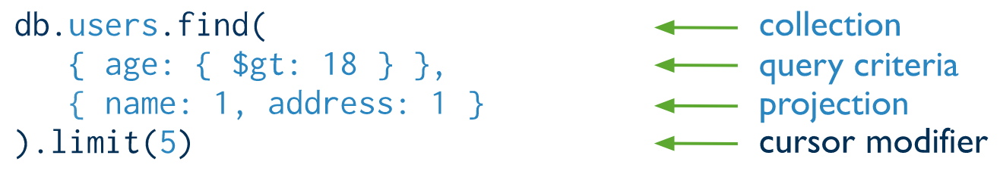 db.users.find( collection
{ age: { $gt: 18 } }, query criteria
{ name: 1, address: 1 } projection
).limit(5) cursor modifier